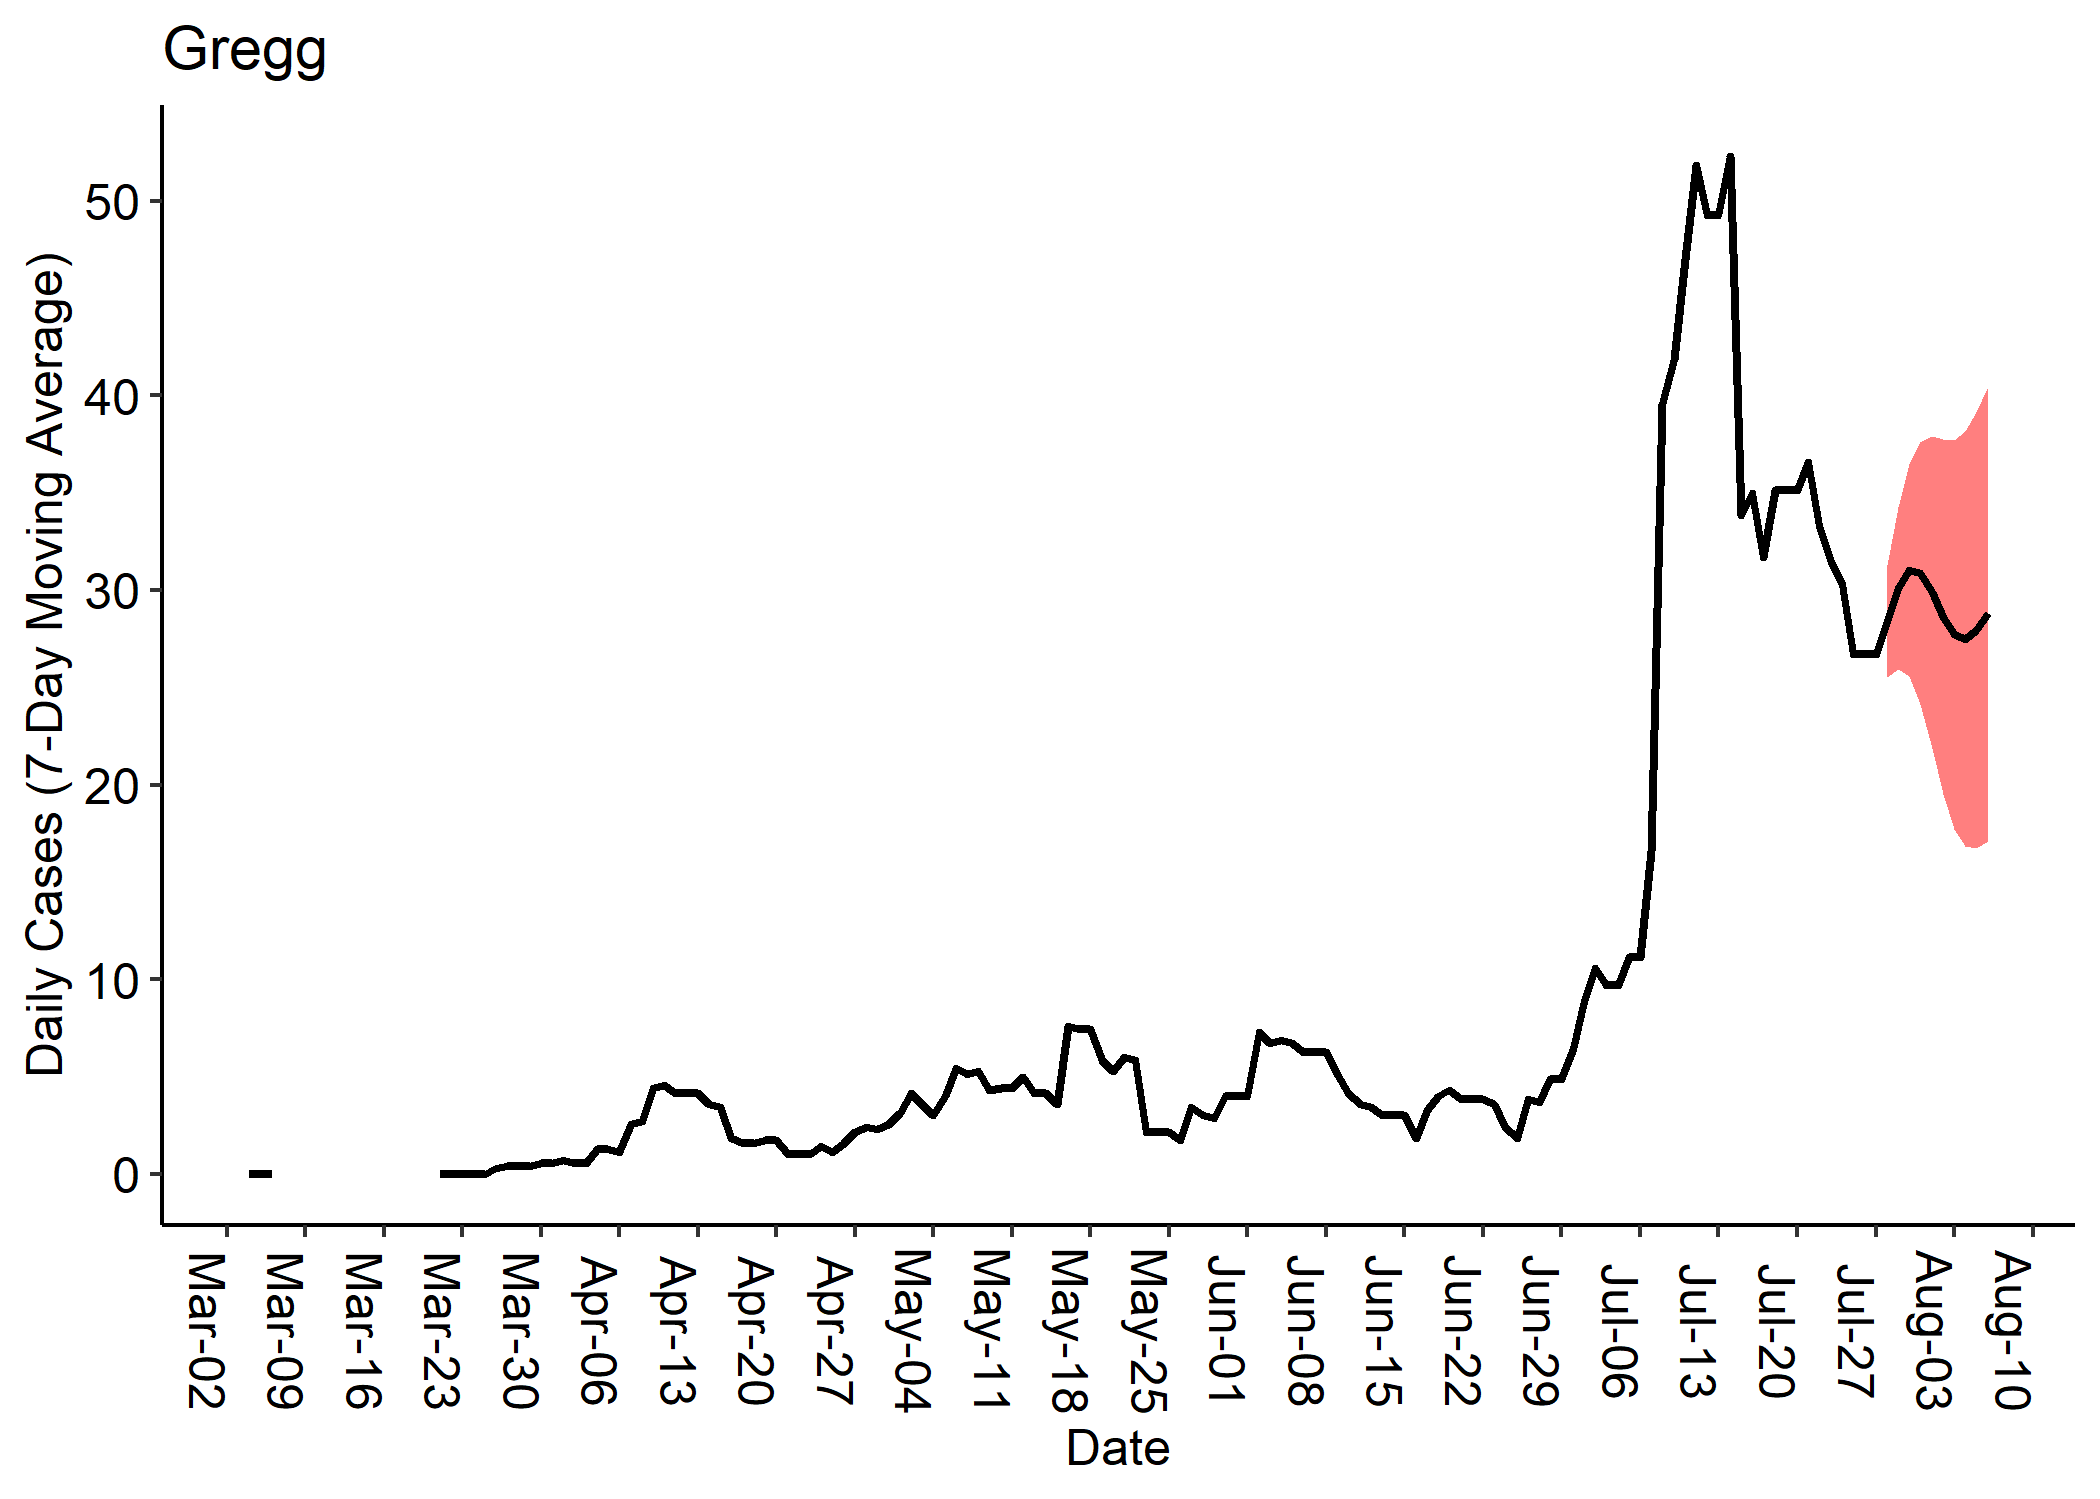 Gregg
Daily Cases (7-Day Moving Average)
50
40
30
20
10
0
Mar-02
Mar-09
Mar-16
Mar-23
Mar-30
Apr-06
Apr-13
Apr-20
Apr-27
May-04
May-11
May-18
May-25
Jun-01
Jun-08
Jun-15
Jun-22
Jun-29
Jul-06
Jul-13
Jul-20
Jul-27
Aug-03
Aug-10
Date